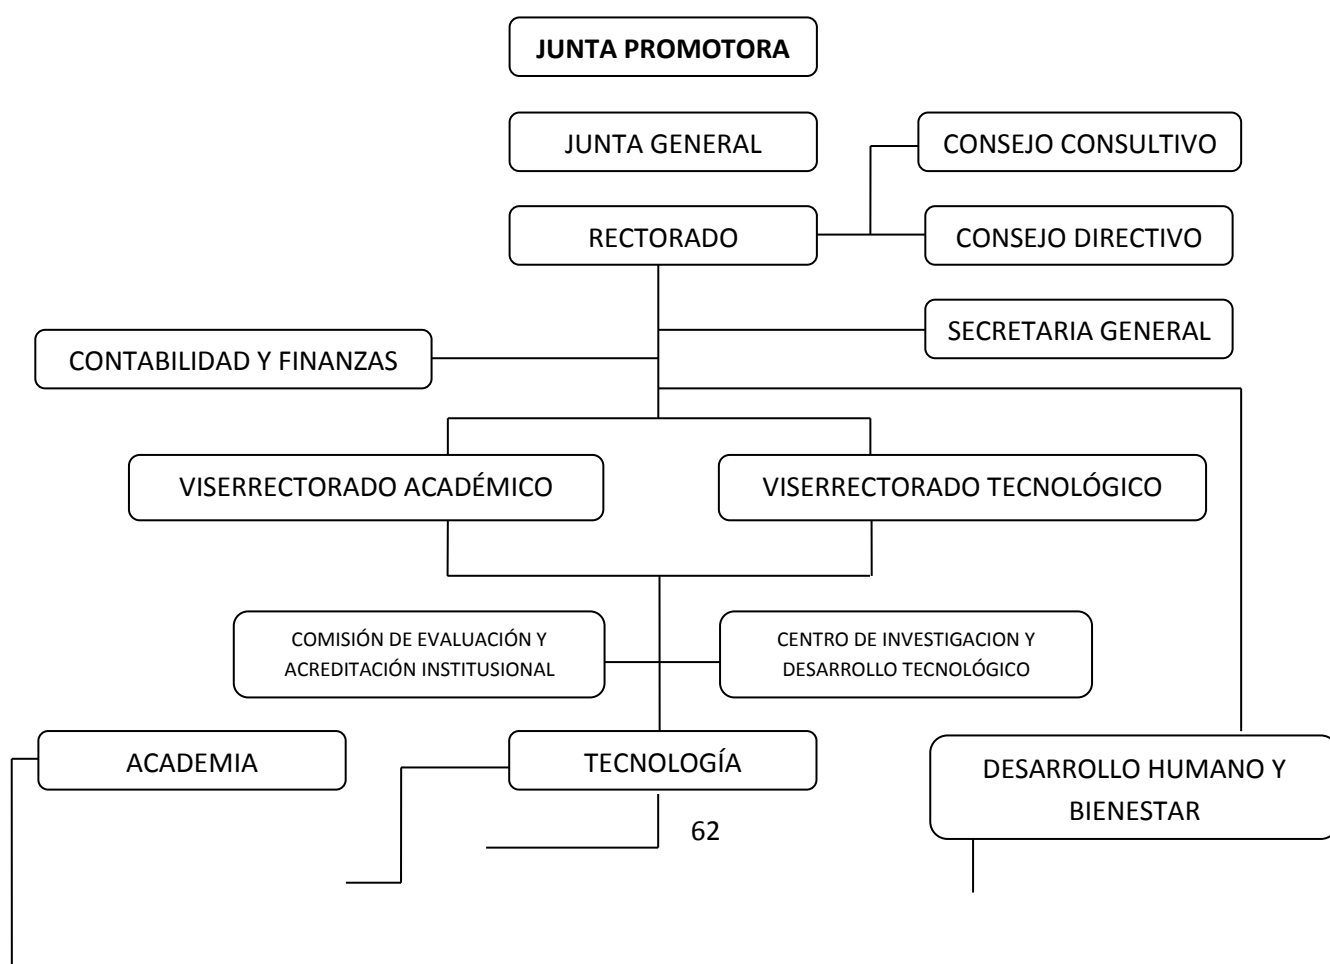 JUNTA PROMOTORA
JUNTA GENERAL
CONSEJO CONSULTIVO
RECTORADO
CONSEJO DIRECTIVO
SECRETARIA GENERAL
CONTABILIDAD Y FINANZAS
VISERRECTORADO ACADÉMICO
VISERRECTORADO TECNOLÓGICO
COMISIÓN DE EVALUACIÓN Y
ACREDITACIÓN INSTITUSIONAL
CENTRO DE INVESTIGACION Y
DESARROLLO TECNOLÓGICO
ACADEMIA
TECNOLOGÍA
DESARROLLO HUMANO Y
BIENESTAR
62